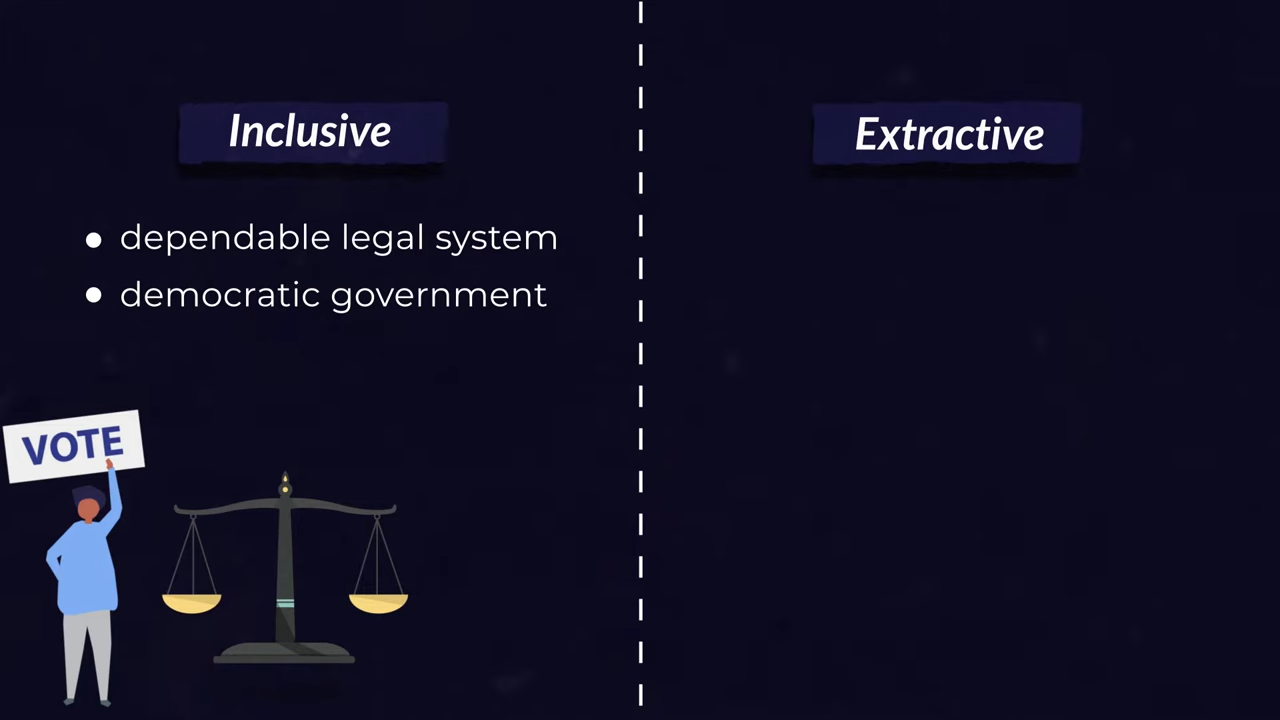 Inclusive
Extractive
dependable legal system
democratic government
VOTE